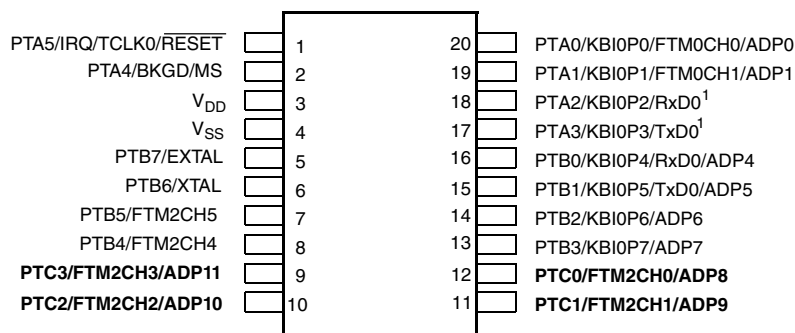 PTA5/IRQ/TCLK0/RESET 1 20 PTA0/KBI0P0/FTM0CH0/ADP0
PTA4/BKGD/MS 2 19 PTA1/KBI0P1/FTM0CH1/ADP1
VDD 3 18 PTA2/KBI0P2/RxD0¹
VSS 4 17 PTA3/KBI0P3/TxD0¹
PTB7/EXTAL 5 16 PTB0/KBI0P4/RxD0/ADP4
PTB6/XTAL 6 15 PTB1/KBI0P5/TxD0/ADP5
PTB5/FTM2CH5 7 14 PTB2/KBI0P6/ADP6
PTB4/FTM2CH4 8 13 PTB3/KBI0P7/ADP7
PTC3/FTM2CH3/ADP11 9 12 PTC0/FTM2CH0/ADP8
PTC2/FTM2CH2/ADP10 10 11 PTC1/FTM2CH1/ADP9